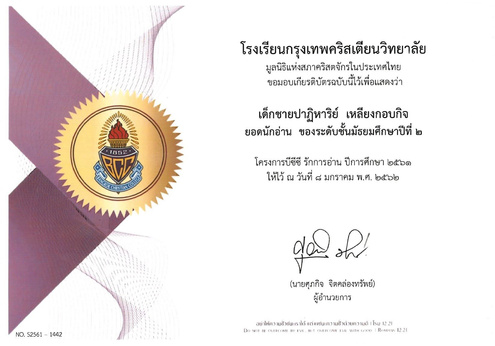 โรงเรียนกรุงเทพคริสเตียนวิทยาลัย
มูลนิธิแห่งสภาคริสตจักรในประเทศไทย
ขอมอบเกียรติบัตรฉบับนี้ไว้เพื่อแสดงว่า
เด็กชายปาฏิหาริย์ เหลียงกอบกิจ
ยอดนักอ่าน ของระดับชั้นมัธยมศึกษาปีที่ ๒
โครงการบีซีซี รักการอ่าน ปีการศึกษา ๒๕๖๑
ให้ไว้ ณ วันที่ ๘ มกราคม พ.ศ. ๒๕๖๒
1852
BCC
(นายศุภกิจ จิตคล่องทรัพย์)
ผู้อำนวยการ
NO. S2561 - 1442